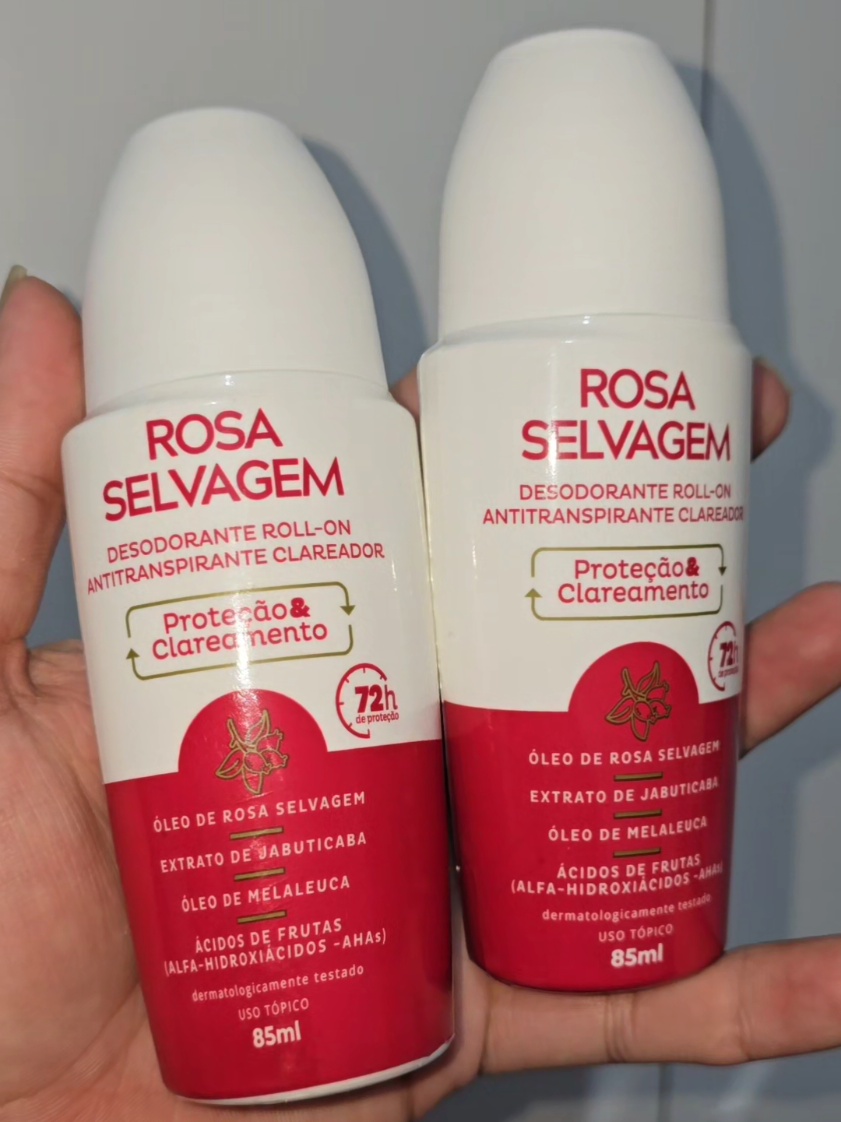 ROSA
SELVAGEM
DESODORANTE ROLL-ON
ANTITRANSPIRANTE CLAREADOR
Proteção&
Clareamento
72h
de proteção
ÓLEO DE ROSA SELVAGEM
EXTRATO DE JABUTICABA
ÓLEO DE MELALEUCA
ÁCIDOS DE FRUTAS
(ALFA-HIDROXIÁCIDOS -AHAs)
dermatologicamente testado
USO TÓPICO
85ml
ROSA
SELVAGEM
DESODORANTE ROLL-ON
ANTITRANSPIRANTE CLAREADOR
Proteção&
Clareamento
72h
de proteção
ÓLEO DE ROSA SELVAGEM
EXTRATO DE JABUTICABA
ÓLEO DE MELALEUCA
ÁCIDOS DE FRUTAS
(ALFA-HIDROXIÁCIDOS -AHAs)
dermatologicamente testado
USO TÓPICO
85ml